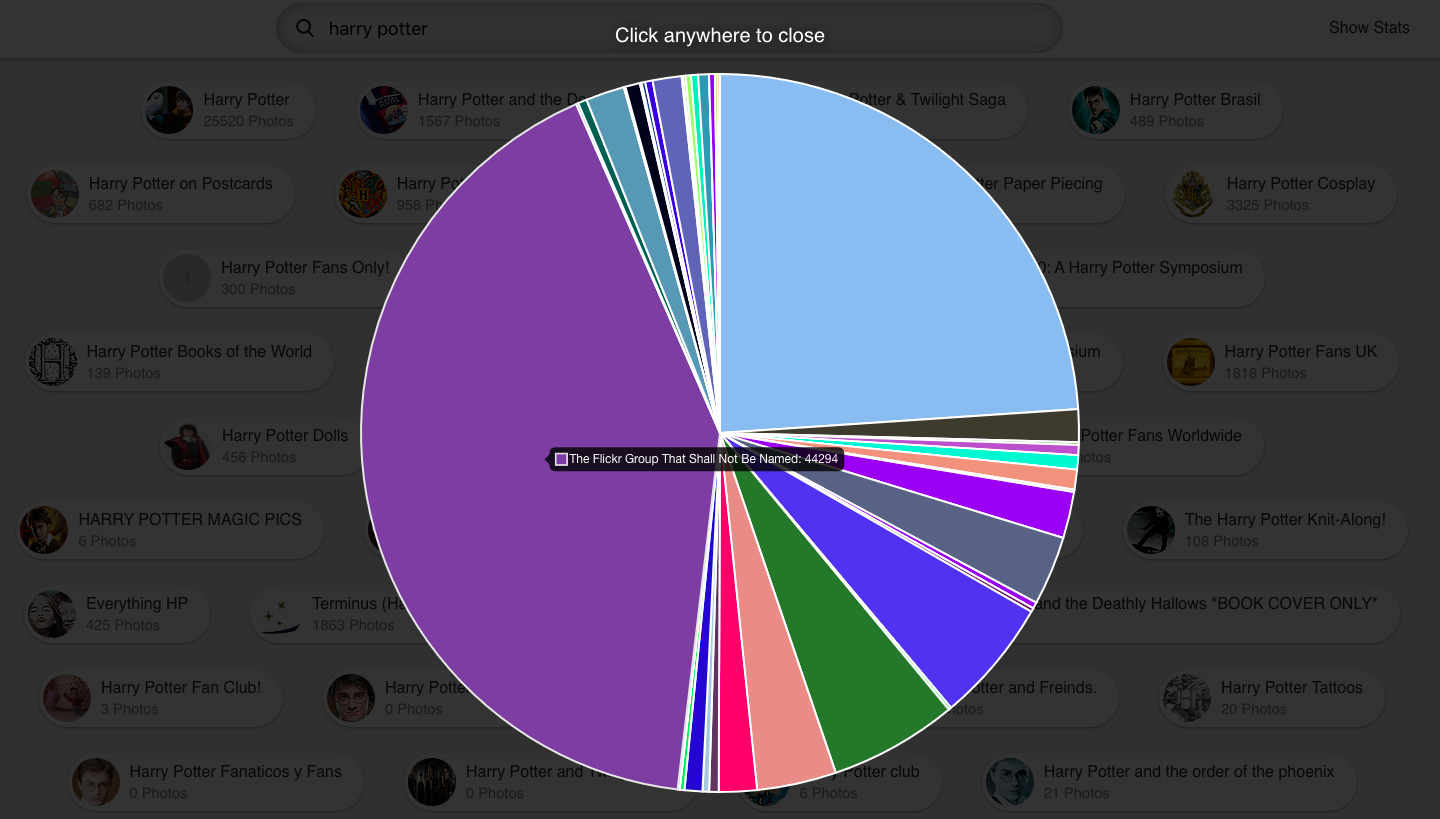 harry potter
Click anywhere to close
Show Stats
Harry Potter
25520 Photos
Harry Potter and the De
1567 Photos
Potter & Twilight Saga
Harry Potter Brasil
489 Photos
Harry Potter on Postcards
682 Photos
Harry Po
958 Ph
ter Paper Piecing
Harry Potter Cosplay
3325 Photos
Harry Potter Fans Only!
300 Photos
0: A Harry Potter Symposium
Harry Potter Books of the World
139 Photos
sium
Harry Potter Fans UK
1818 Photos
Harry Potter Dolls
456 Photos
Potter Fans Worldwide
otos
The Flickr Group That Shall Not Be Named: 44294
HARRY POTTER MAGIC PICS
6 Photos
The Harry Potter Knit-Along!
108 Photos
Everything HP
425 Photos
Terminus (Ha
1863 Photos
and the Deathly Hallows *BOOK COVER ONLY*
Harry Potter Fan Club!
3 Photos
Harry Potte
0 Photos
otter and Freinds.
otos
Harry Potter Tattoos
20 Photos
Harry Potter Fanaticos y Fans
0 Photos
Harry Potter and Tw
0 Photos
y Potter club
6 Photos
Harry Potter and the order of the phoenix
21 Photos